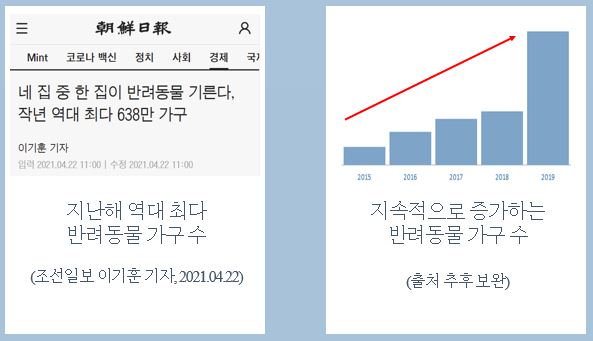 朝鮮日報
Mint 코로나 백신 정치 사회 경제 국제
네 집 중 한 집이 반려동물 기른다,
작년 역대 최다 638만 가구
이기훈 기자
입력 2021.04.22 11:00 | 수정 2021.04.22 11:00
지난해 역대 최다
반려동물 가구 수
(조선일보 이기훈 기자, 2021.04.22)
2015 2016 2017 2018 2019
지속적으로 증가하는
반려동물 가구 수
(출처 추후 보완)